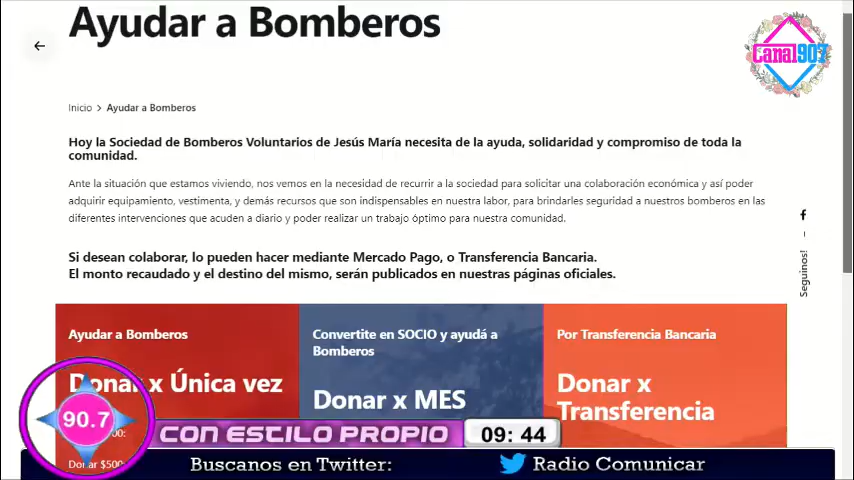 Ayudar a Bomberos
Canal907
Inicio > Ayudar a Bomberos
Hoy la Sociedad de Bomberos Voluntarios de Jesús María necesita de la ayuda, solidaridad y compromiso de toda la
comunidad.
Ante la situación que estamos viviendo, nos vemos en la necesidad de recurrir a la sociedad para solicitar una colaboración económica y así poder
adquirir equipamiento, vestimenta, y demás recursos que son indispensables en nuestra labor, para brindarles seguridad a nuestros bomberos en las
diferentes intervenciones que acuden a diario y poder realizar un trabajo óptimo para nuestra comunidad.
Si desean colaborar, lo pueden hacer mediante Mercado Pago, o Transferencia Bancaria.
El monto recaudado y el destino del mismo, serán publicados en nuestras páginas oficiales.
Seguinos!
Ayudar a Bomberos
Donar x Única vez
Donar $500:
Convertite en SOCIO y ayudá a
Bomberos
Donar x MES
Por Transferencia Bancaria
Donar x
Transferencia
90.7
CON ESTILO PROPIO
09: 44
Buscanos en Twitter:
Radio Comunicar